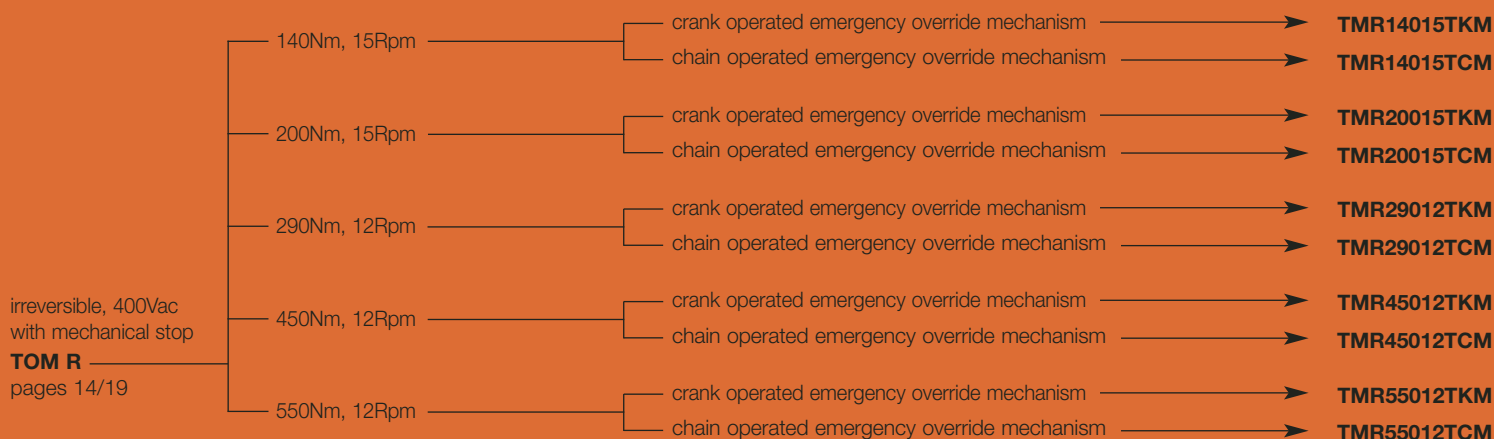 crank operated emergency override mechanism TMR14015TKM
140Nm, 15Rpm
chain operated emergency override mechanism TMR14015TCM
crank operated emergency override mechanism TMR20015TKM
200Nm, 15Rpm
chain operated emergency override mechanism TMR20015TCM
crank operated emergency override mechanism TMR29012TKM
290Nm, 12Rpm
chain operated emergency override mechanism TMR29012TCM
irreversible, 400Vac
with mechanical stop
TOM R
pages 14/19
crank operated emergency override mechanism TMR45012TKM
450Nm, 12Rpm
chain operated emergency override mechanism TMR45012TCM
crank operated emergency override mechanism TMR55012TKM
550Nm, 12Rpm
chain operated emergency override mechanism TMR55012TCM